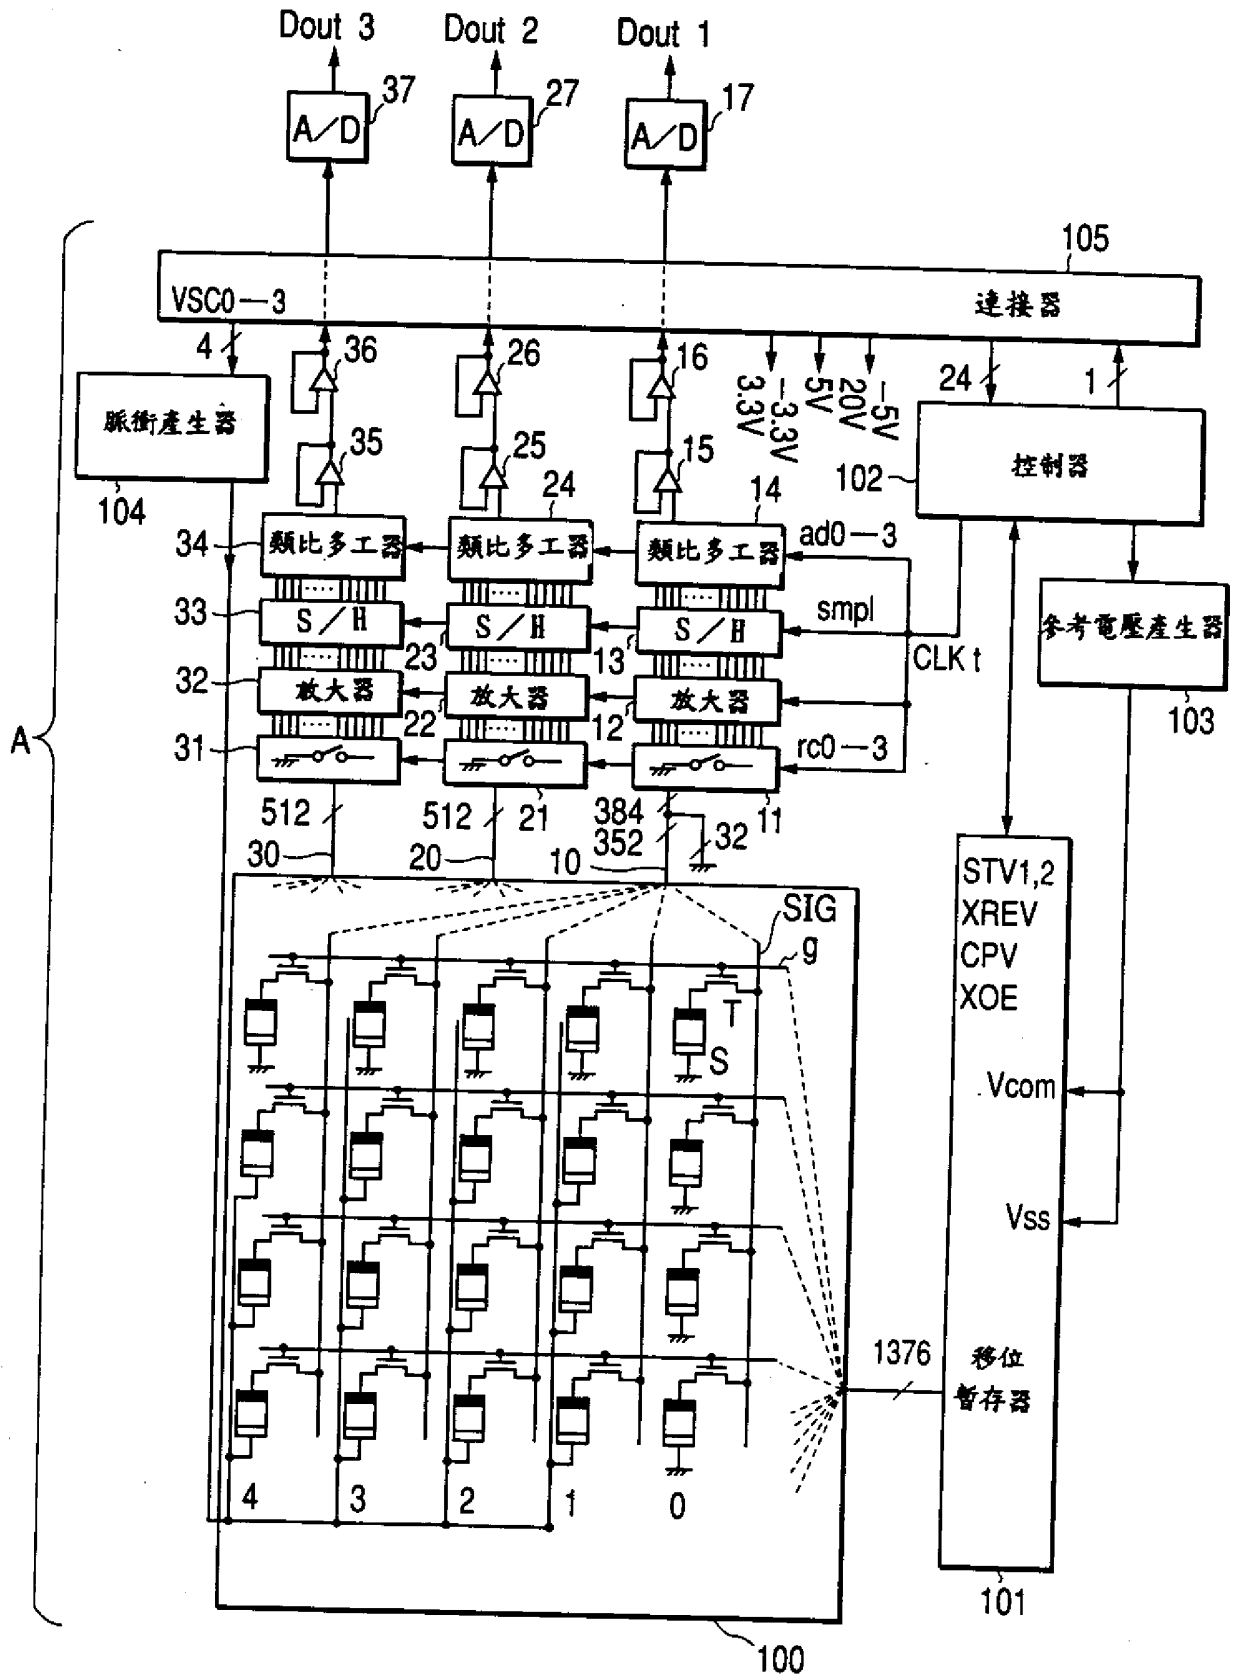 Dout 3
Dout 2
Dout 1
37
27
17
A/D
A/D
A/D
105
VSC0—3
連接器
4
36
26
16
3.3V
—3.3V
5V
20V
—5V
24
1
脈衝產生器
104
35
25
15
102
控制器
34
24
14
類比多工器
類比多工器
類比多工器
ad0—3
33
S/H
23
S/H
13
S/H
smpl
CLK t
參考電壓產生器
103
32
放大器
22
放大器
12
放大器
rc0—3
A
31
21
11
512
512
384
352
32
30
20
10
SIG
g
T
S
STV1,2
XREV
CPV
XOE
Vcom
Vss
1376
移位
暫存器
4
3
2
1
0
101
100